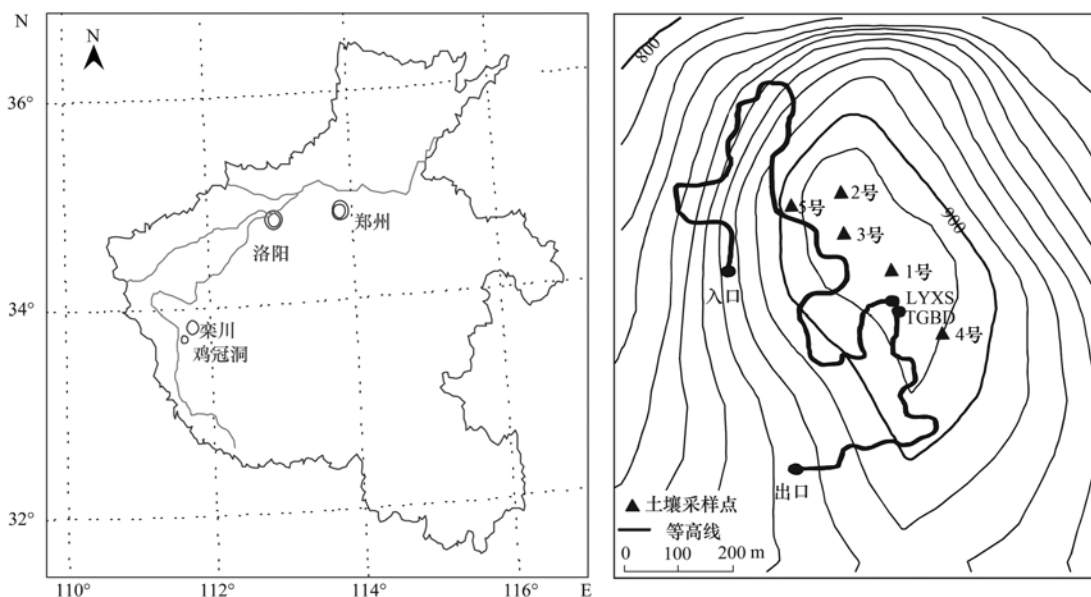 N
N
36°
34°
32°
110°
112°
114°
116°
E
郑州
洛阳
栾川
鸡冠洞
800
900
2号
5号
3号
1号
LYXS
TGBD
4号
入口
出口
土壤采样点
等高线
0 100 200 m